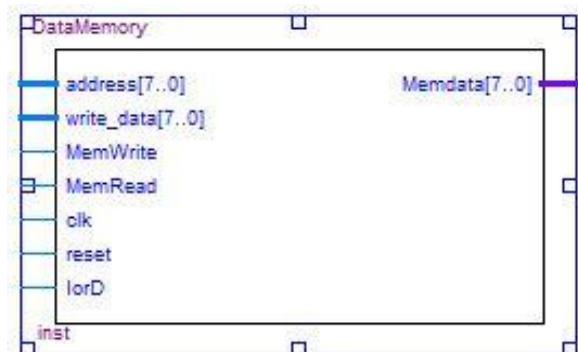 DataMemory
address[7..0]
Memdata[7..0]
write_data[7..0]
MemWrite
MemRead
clk
reset
IorD
inst